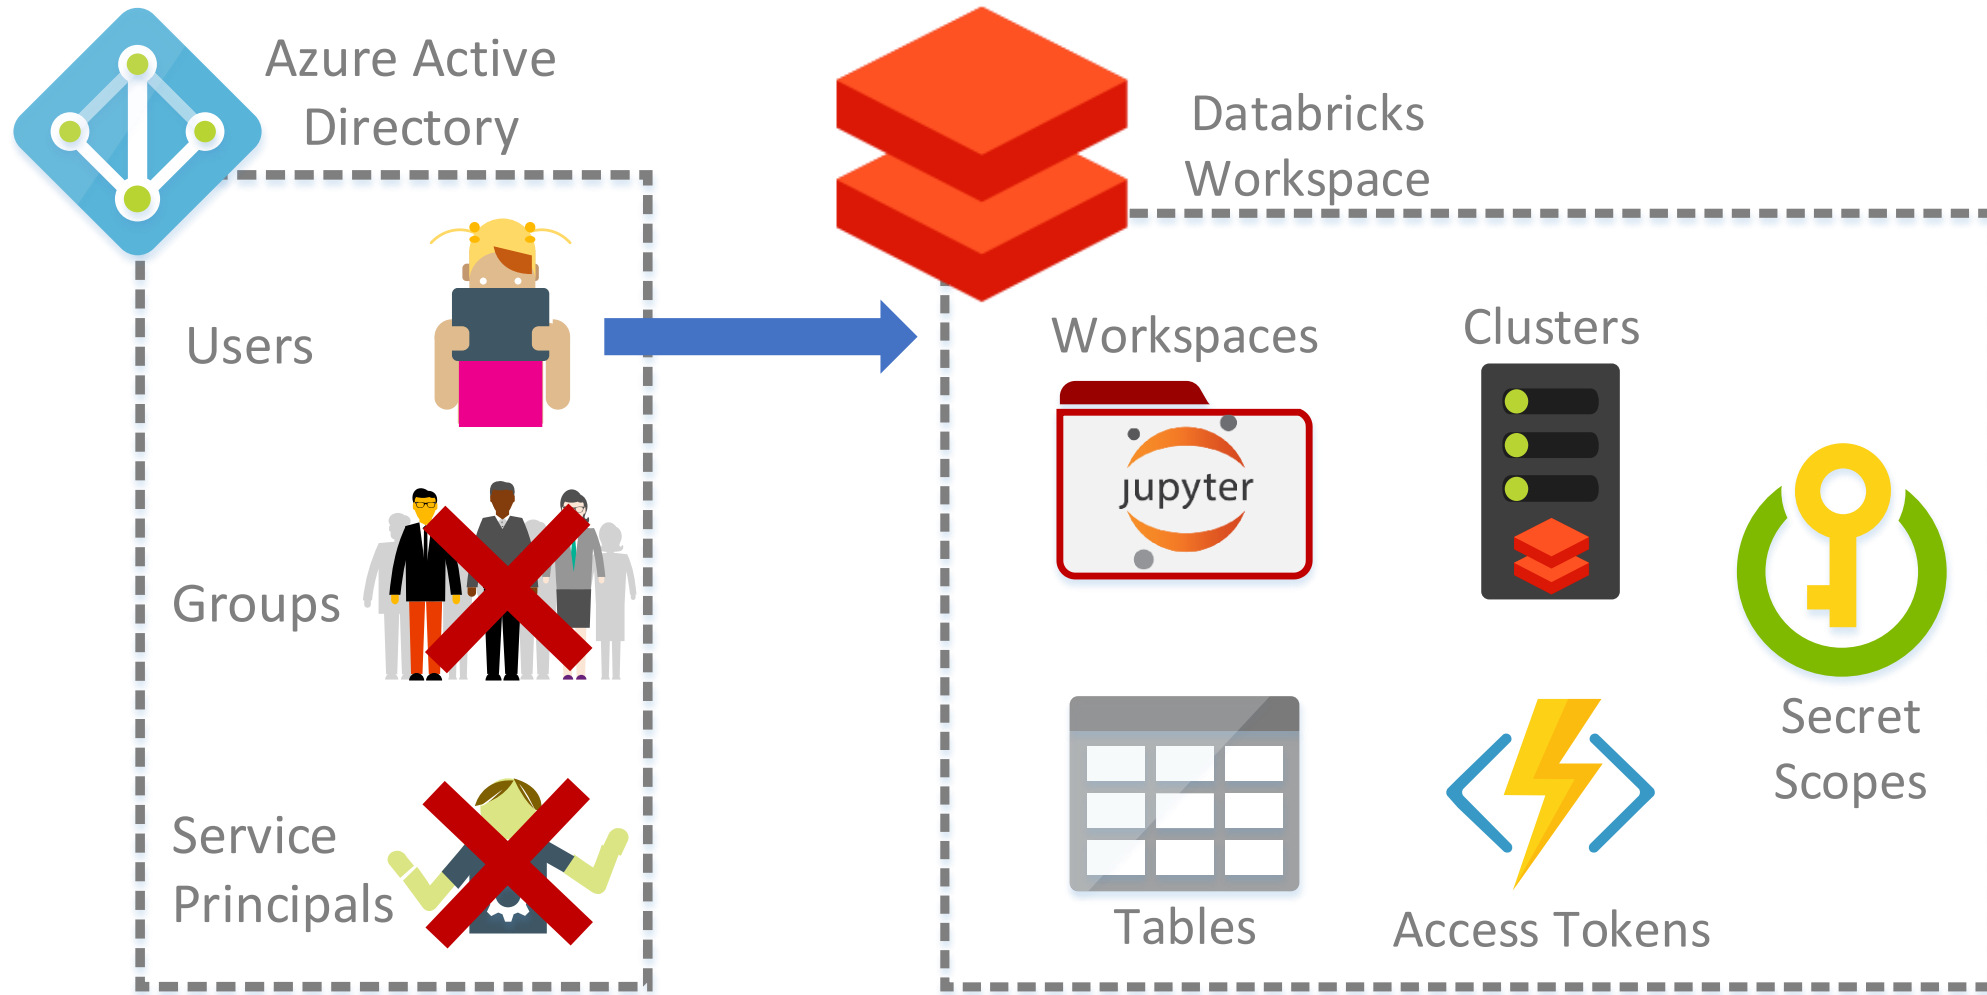 Azure Active
Directory
Databricks
Workspace
Users
Workspaces
Clusters
jupyter
Groups
Secret
Scopes
Service
Principals
Tables
Access Tokens